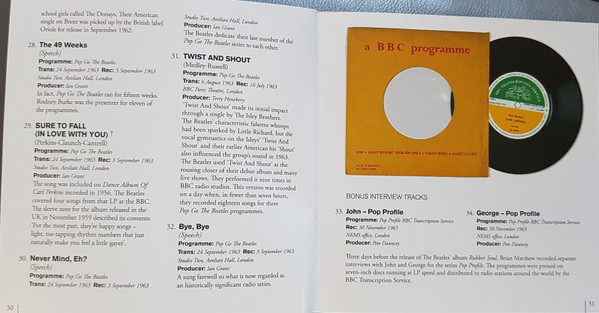 school girls called The Donays. Their American
single on Brent was picked up by the British label
Oriole for release in September 1962.
28. The 49 Weeks
(Speech)
Programme: Pop Go The Beatles
Trans: 24 September 1963 Rec: 3 September 1963
Studio Two, Aeolian Hall, London
Producer: Ian Grant
In fact, Pop Go The Beatles ran for fifteen weeks.
Rodney Burke was the presenter for eleven of
the programmes.
29. SURE TO FALL
(IN LOVE WITH YOU) †
(Perkins-Claunch-Cantrell)
Programme: Pop Go The Beatles
Trans: 24 September 1963 Rec: 3 September 1963
Studio Two, Aeolian Hall, London
Producer: Ian Grant
The song was included on Dance Album Of
Carl Perkins recorded in 1956. The Beatles
covered four songs from that LP at the BBC.
The sleeve note for the album released in the
UK in November 1959 described its contents:
'For the most part, they're happy songs –
light, toe-tapping rhythm numbers that just
naturally make you feel a little gayer'.
30. Never Mind, Eh?
(Speech)
Programme: Pop Go The Beatles
Trans: 24 September 1963 Rec: 3 September 1963
30
Studio Two, Aeolian Hall, London
Producer: Ian Grant
The Beatles dedicate their last number of the
Pop Go The Beatles series to each other.
31. TWIST AND SHOUT
(Medley-Russell)
Programme: Pop Go The Beatles
Trans: 6 August 1963 Rec: 16 July 1963
BBC Paris Theatre, London
Producer: Terry Henebery
'Twist And Shout' made its initial impact
through a single by The Isley Brothers.
The Beatles' characteristic falsetto whoops
had been sparked by Little Richard, but the
vocal gymnastics on the Isleys' 'Twist And
Shout' and their earlier American hit 'Shout'
also influenced the group's sound in 1963.
The Beatles used 'Twist And Shout' as the
rousing closer of their debut album and many
live shows. They performed it nine times in
BBC radio studios. This version was recorded
on a day when, in fewer than seven hours,
they recorded eighteen songs for three
Pop Go The Beatles programmes.
32. Bye, Bye
(Speech)
Programme: Pop Go The Beatles
Trans: 24 September 1963 Rec: 3 September 1963
Studio Two, Aeolian Hall, London
Producer: Ian Grant
A sung farewell to what is now regarded as
an historically significant radio series.
a BBC programme
BONUS INTERVIEW TRACKS
33. John – Pop Profile
Programme: Pop Profile BBC Transcription Service
Rec: 30 November 1965
NEMS office, London
Producer: Pen Dauncey
34. George – Pop Profile
Programme: Pop Profile BBC Transcription Service
Rec: 30 November 1965
NEMS office, London
Producer: Pen Dauncey
Three days before the release of The Beatles' album Rubber Soul, Brian Matthew recorded separate
interviews with John and George for the series Pop Profile. The programmes were pressed on
seven-inch discs running at LP speed and distributed to radio stations around the world by the
BBC Transcription Service.
31